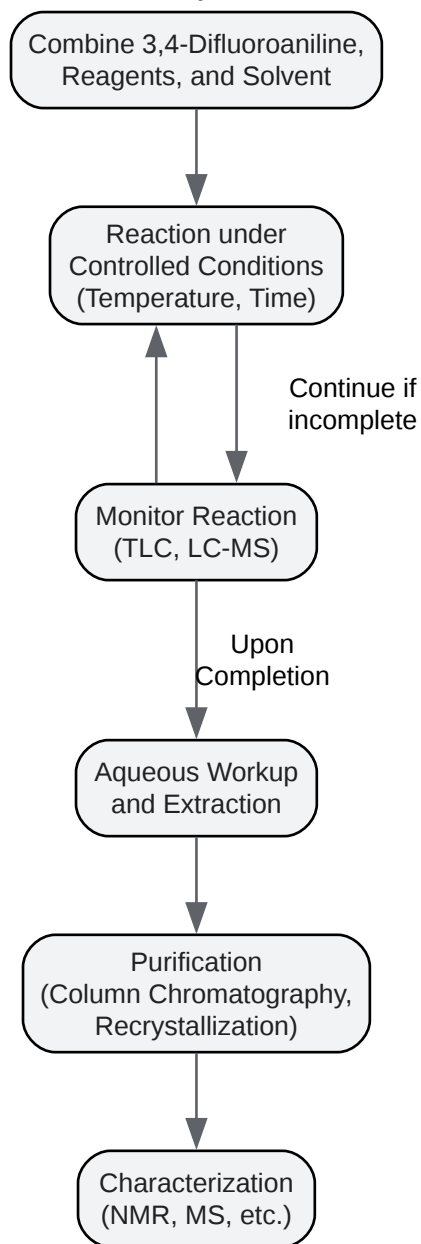 Combine 3,4-Difluoroaniline,
Reagents, and Solvent
Reaction under
Controlled Conditions
(Temperature, Time)
Continue if
incomplete
Monitor Reaction
(TLC, LC-MS)
Upon
Completion
Aqueous Workup
and Extraction
Purification
(Column Chromatography,
Recrystallization)
Characterization
(NMR, MS, etc.)